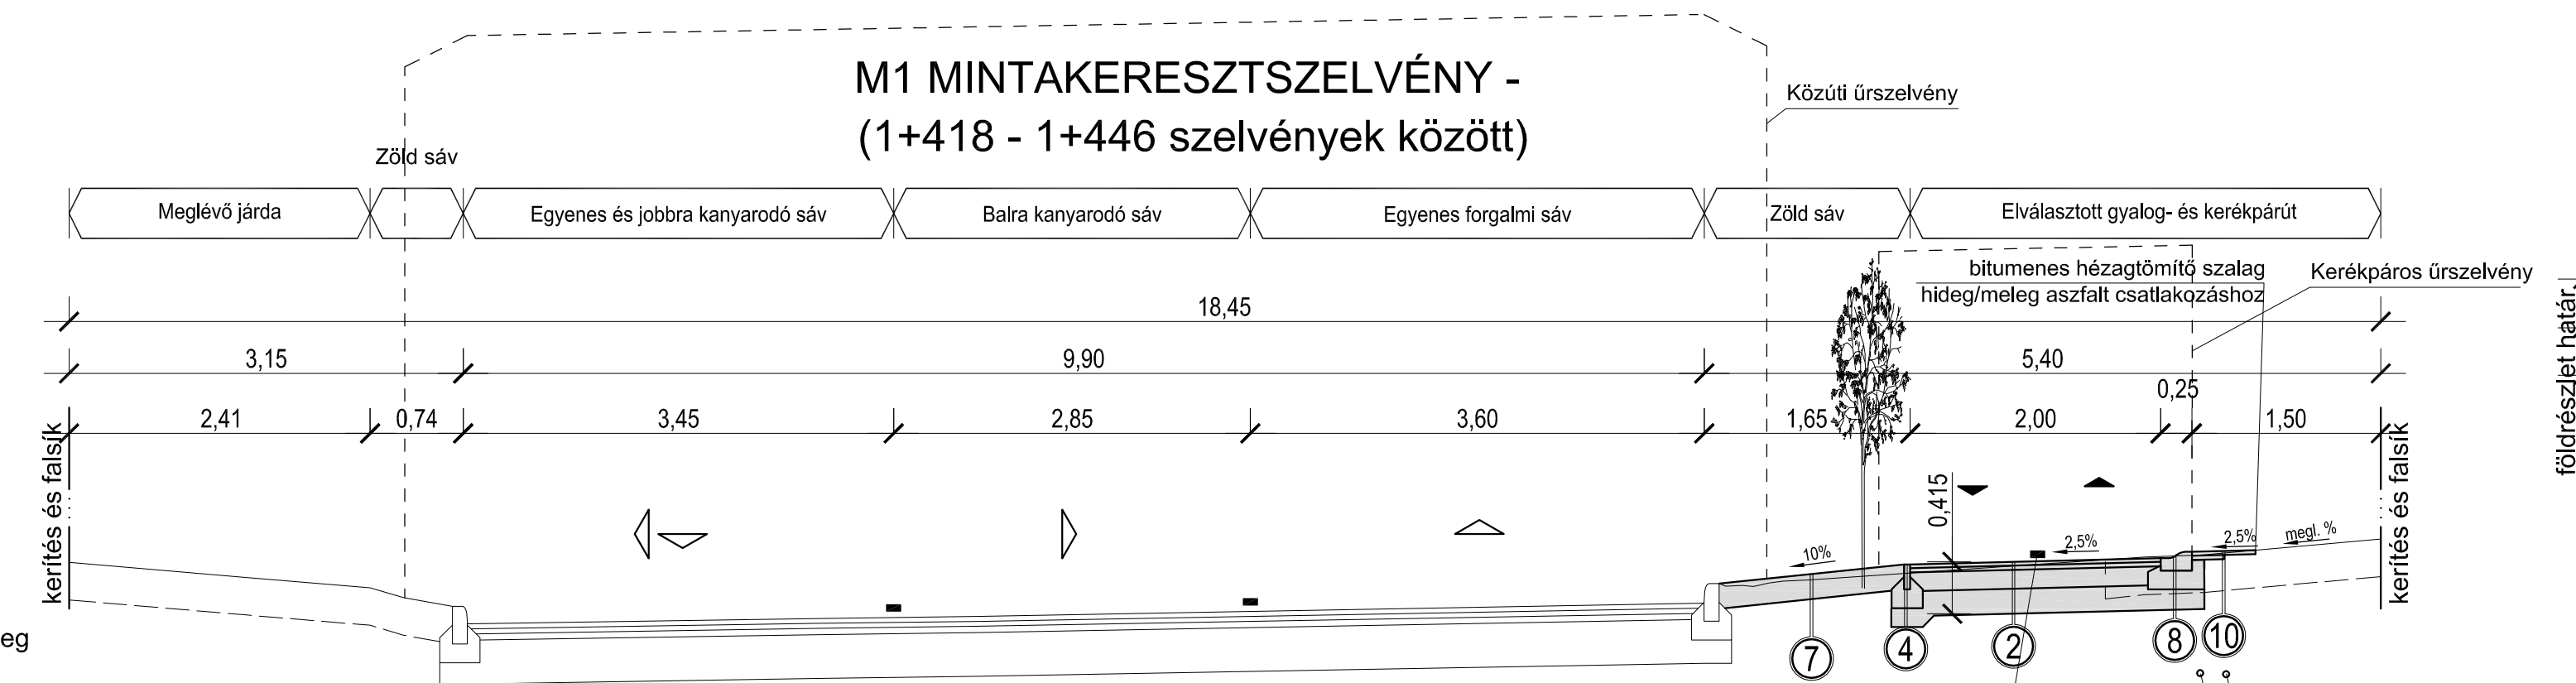 M1 MINTAKERESZTSZELVÉNY -
(1+418 - 1+446 szelvények között)
Közúti űrszelvény
Zöld sáv
Meglévő járda
Egyenes és jobbra kanyarodó sáv
Balra kanyarodó sáv
Egyenes forgalmi sáv
Zöld sáv
Elválasztott gyalog- és kerékpárút
bitumenes hézagtömítő szalag
hideg/meleg aszfalt csatlakozáshoz
Kerékpáros űrszelvény
földrészlet határ,
18,45
3,15
9,90
5,40
0,25
2,41
0,74
3,45
2,85
3,60
1,65
2,00
1,50
kerítés és falsík
kerítés és falsík
0,415
10%
2,5%
2,5%
megl. %
eg
7
4
2
8
10